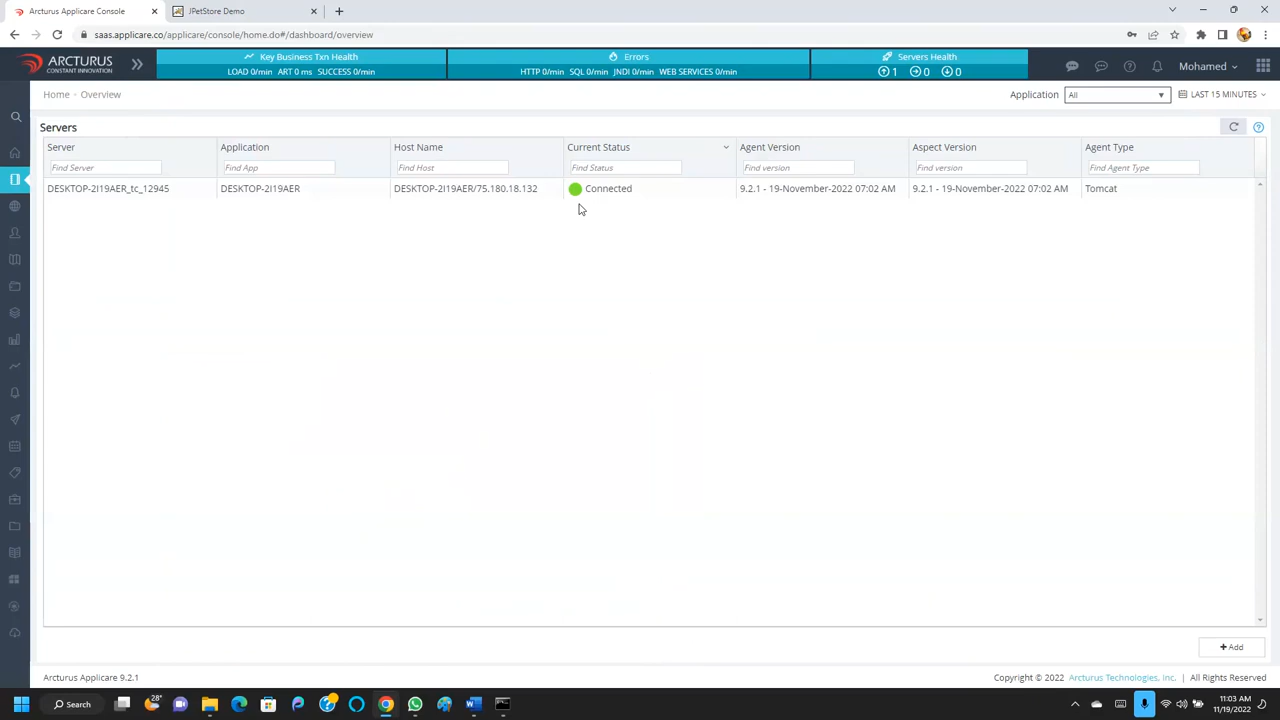 Arcturus Applicare Console
JPetStore Demo
saas.applicare.co/applicare/console/home.do#/dashboard/overview
ARCTURUS
CONSTANT INNOVATION
Key Business Txn Health
LOAD 0/min ART 0 ms SUCCESS 0/min
Errors
HTTP 0/min SQL 0/min JNDI 0/min WEB SERVICES 0/min
Servers Health
1 0 0
Mohamed
Home - Overview
Application All LAST 15 MINUTES
Servers
Server Application Host Name Current Status Agent Version Aspect Version Agent Type
Find Server Find App Find Host Find Status Find version Find version Find Agent Type
DESKTOP-2I19AER_tc_12945 DESKTOP-2I19AER DESKTOP-2I19AER/75.180.18.132 Connected 9.2.1 - 19-November-2022 07:02 AM 9.2.1 - 19-November-2022 07:02 AM Tomcat
+ Add
Arcturus Applicare 9.2.1
Copyright © 2022 Arcturus Technologies, Inc. | All Rights Reserved
28°
Search
11:03 AM
11/19/2022